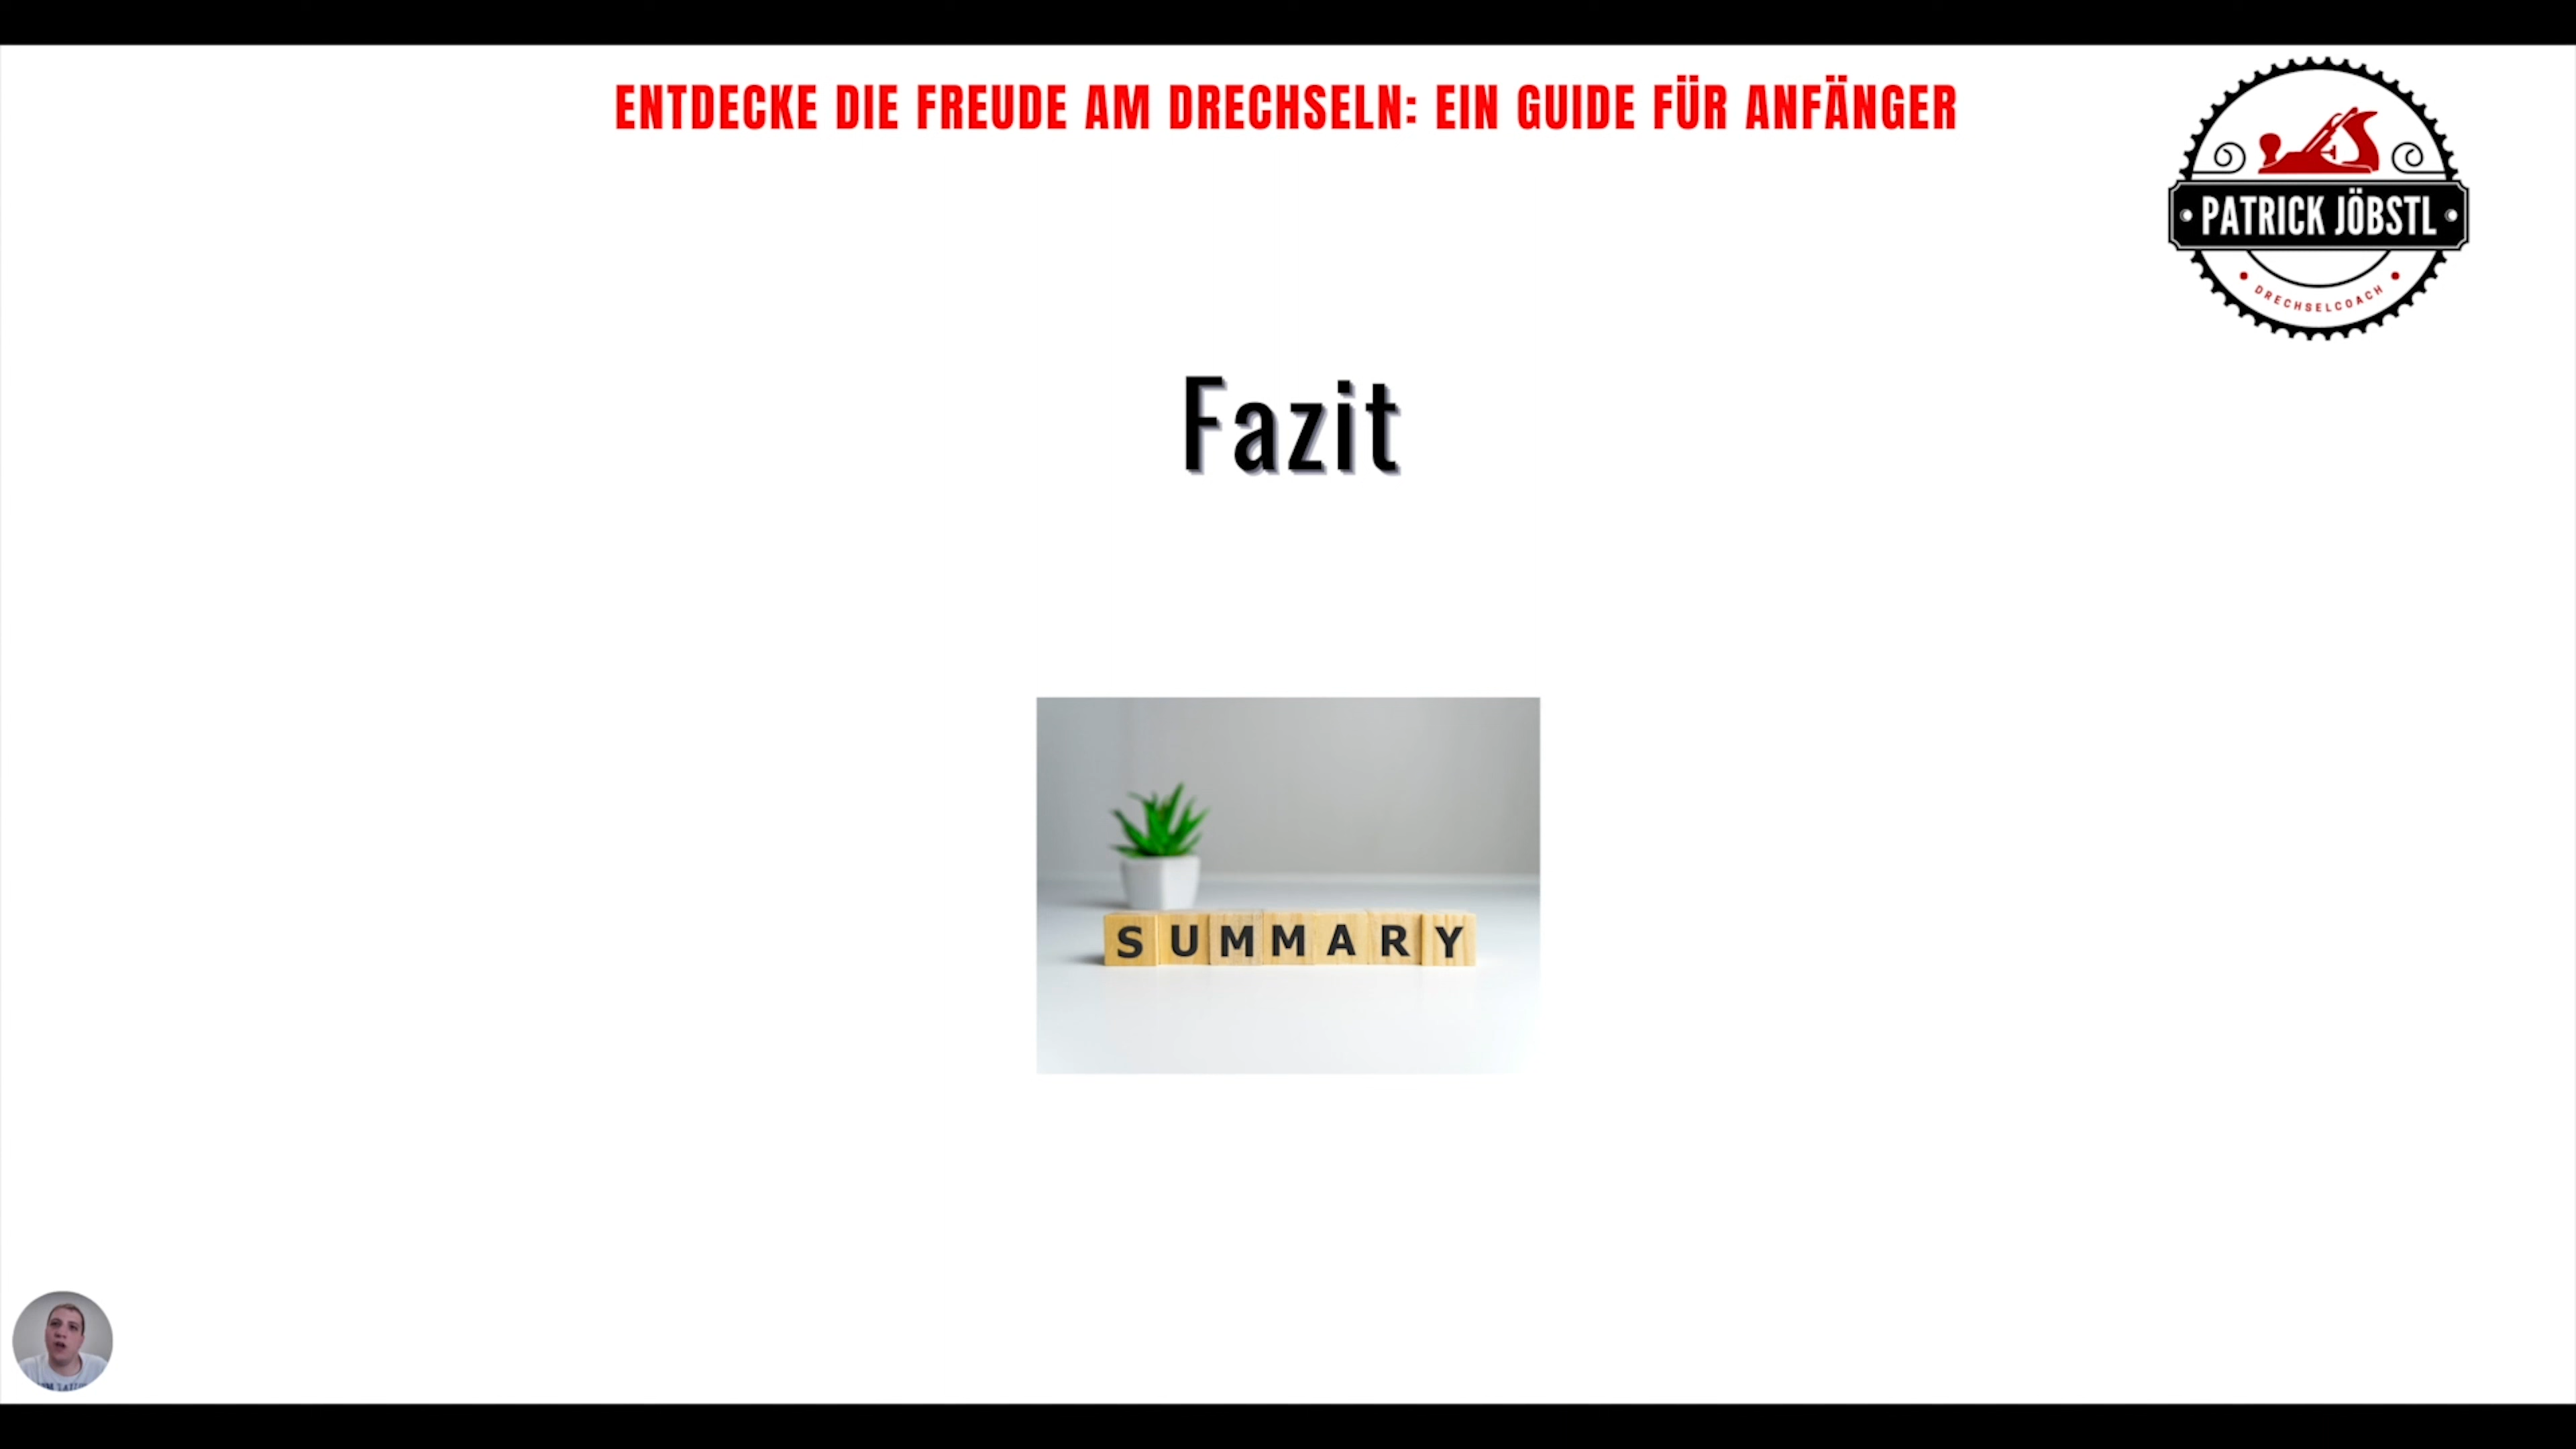 ENTDECKE DIE FREUDE AM DRECHSELN: EIN GUIDE FÜR ANFÄNGER
PATRICK JÖBSTL
DRECHSELCOACH
Fazit
SUMMARY